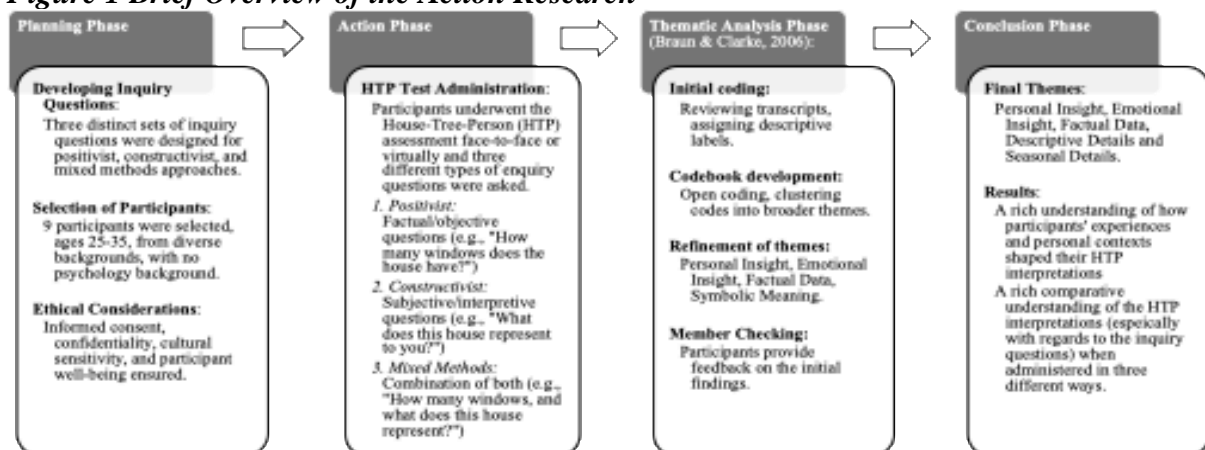 Figure 1 Brief Overview of the Action Research
Planning Phase
Developing Inquiry
Questions:
Three distinct sets of inquiry
questions were designed for
positivist, constructivist, and
mixed methods approaches.
Selection of Participants:
9 participants were selected,
ages 25-35, from diverse
backgrounds, with no
psychology background.
Ethical Considerations:
Informed consent,
confidentiality, cultural
sensitivity, and participant
well-being ensured.
Action Phase
HTP Test Administration:
Participants underwent the
House-Tree-Person (HTP)
assessment face-to-face or
virtually and three
different types of enquiry
questions were asked.
1. Positivist:
Factual/objective
questions (e.g., "How
many windows does the
house have?")
2. Constructivist:
Subjective/interpretive
questions (e.g., "What
does this house represent
to you?")
3. Mixed Methods:
Combination of both (e.g.,
"How many windows, and
what does this house
represent?")
Thematic Analysis Phase
(Braun & Clarke, 2006):
Initial coding:
Reviewing transcripts,
assigning descriptive
labels.
Codebook development:
Open coding, clustering
codes into broader themes.
Refinement of themes:
Personal Insight, Emotional
Insight, Factual Data,
Symbolic Meaning.
Member Checking:
Participants provide
feedback on the initial
findings.
Conclusion Phase
Final Themes:
Personal Insight, Emotional
Insight, Factual Data,
Descriptive Details and
Seasonal Details.
Results:
A rich understanding of how
participants' experiences
and personal contexts
shaped their HTP
interpretations
A rich comparative
understanding of the HTP
interpretations (espeically
with regards to the inquiry
questions) when
administered in three
different ways.